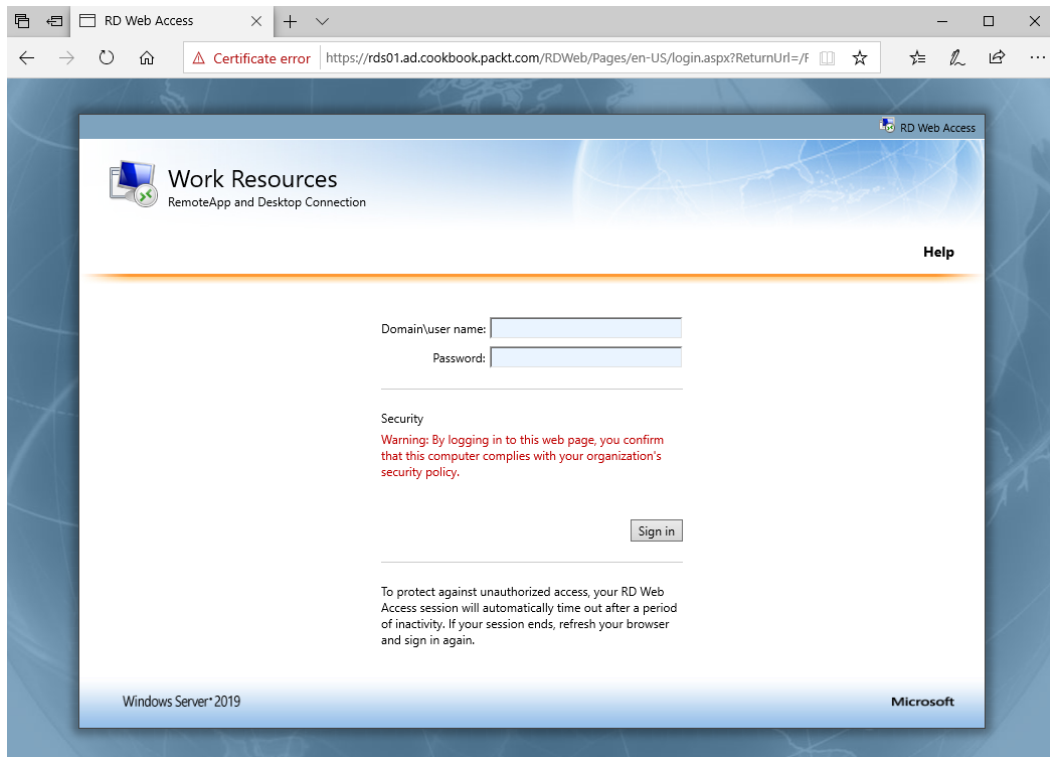 RD Web Access
Certificate error https://rds01.ad.cookbook.packt.com/RDWeb/Pages/en-US/login.aspx?ReturnUrl=/F
RD Web Access
Work Resources
RemoteApp and Desktop Connection
Help
Domain\user name:
Password:
Security
Warning: By logging in to this web page, you confirm
that this computer complies with your organization's
security policy.
Sign in
To protect against unauthorized access, your RD Web
Access session will automatically time out after a period
of inactivity. If your session ends, refresh your browser
and sign in again.
Windows Server® 2019
Microsoft